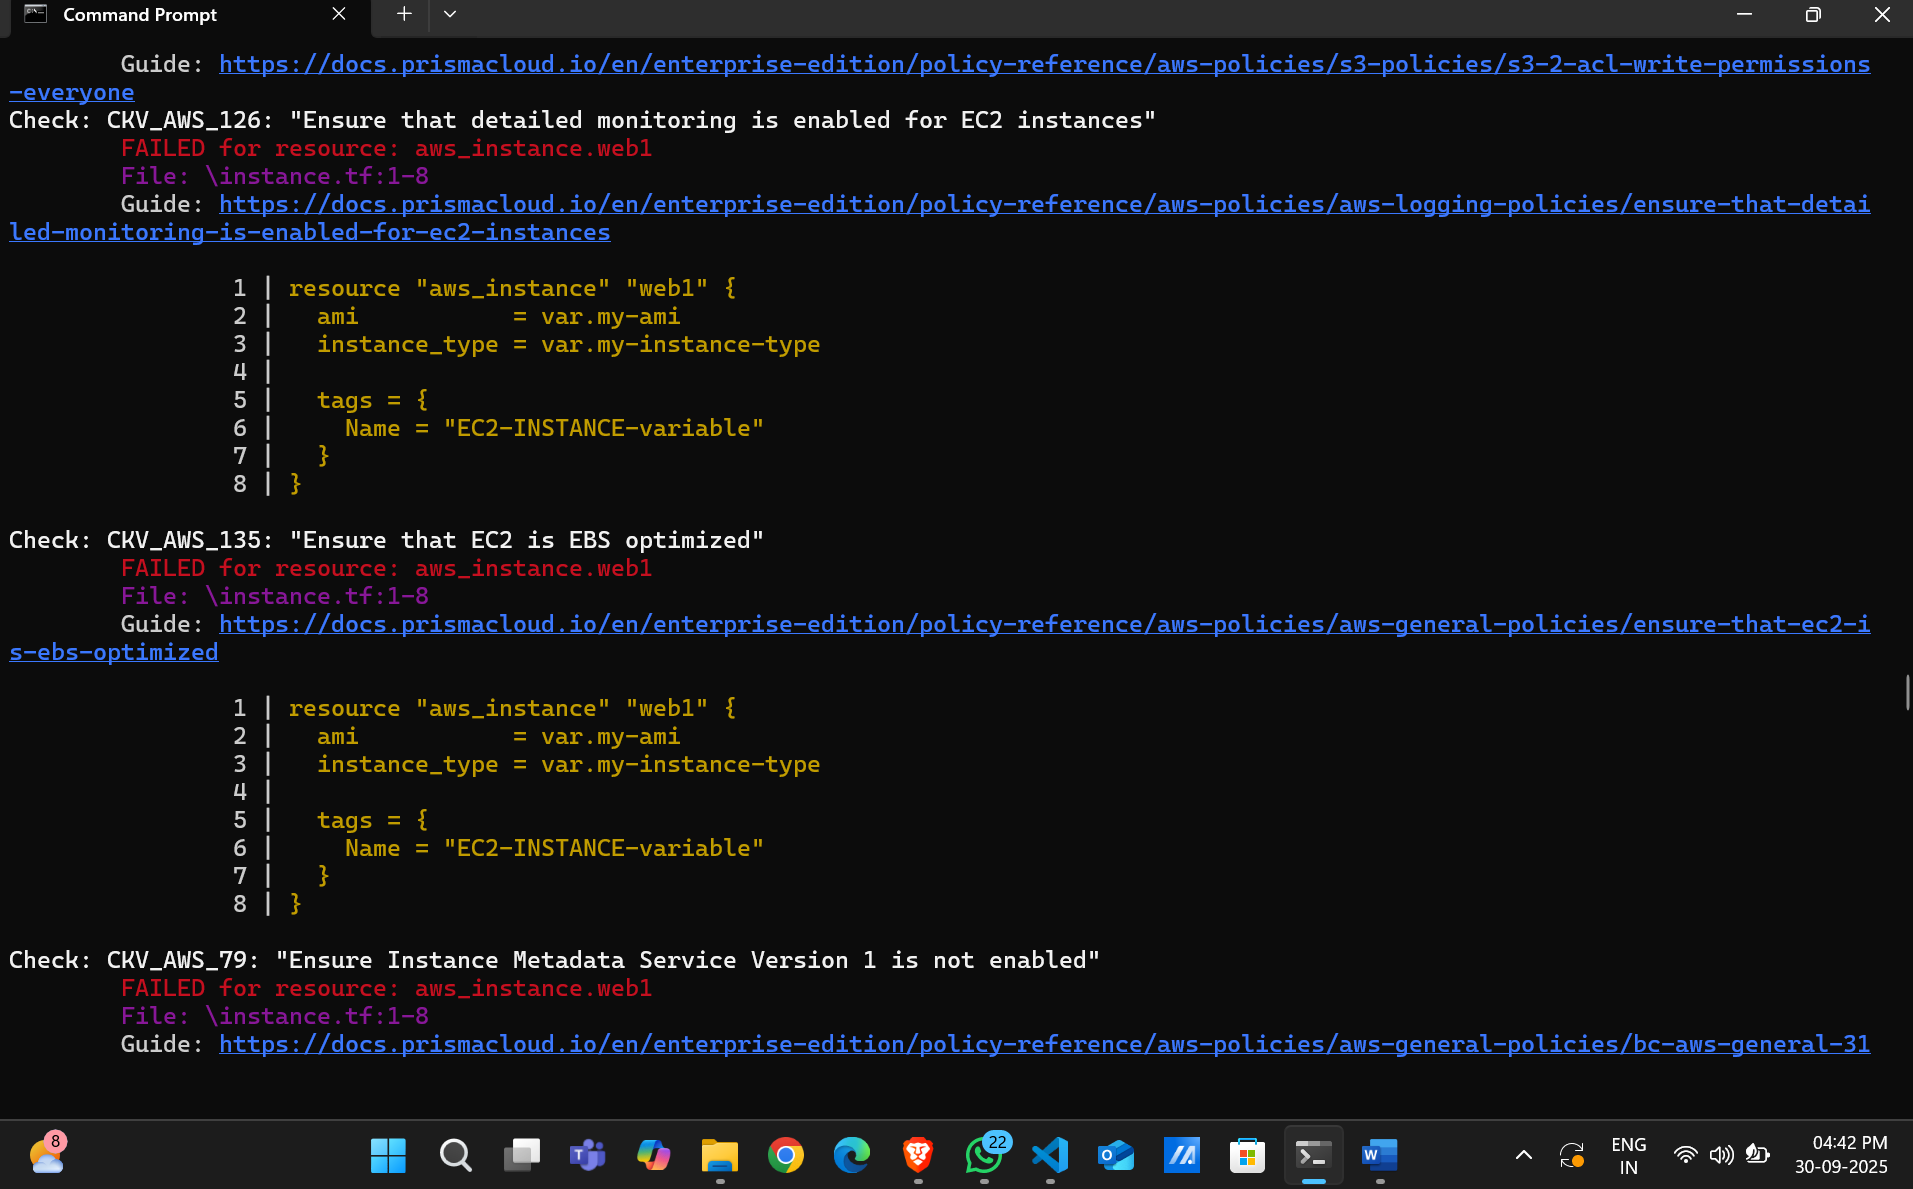 Command Prompt
Guide: https://docs.prismacloud.io/en/enterprise-edition/policy-reference/aws-policies/s3-policies/s3-2-acl-write-permissions
-everyone
Check: CKV_AWS_126: "Ensure that detailed monitoring is enabled for EC2 instances"
FAILED for resource: aws_instance.web1
File: \instance.tf:1-8
Guide: https://docs.prismacloud.io/en/enterprise-edition/policy-reference/aws-policies/aws-logging-policies/ensure-that-detai
led-monitoring-is-enabled-for-ec2-instances
1 | resource "aws_instance" "web1" {
2 |   ami           = var.my-ami
3 |   instance_type = var.my-instance-type
4 |
5 |   tags = {
6 |     Name = "EC2-INSTANCE-variable"
7 |   }
8 | }
Check: CKV_AWS_135: "Ensure that EC2 is EBS optimized"
FAILED for resource: aws_instance.web1
File: \instance.tf:1-8
Guide: https://docs.prismacloud.io/en/enterprise-edition/policy-reference/aws-policies/aws-general-policies/ensure-that-ec2-i
s-ebs-optimized
1 | resource "aws_instance" "web1" {
2 |   ami           = var.my-ami
3 |   instance_type = var.my-instance-type
4 |
5 |   tags = {
6 |     Name = "EC2-INSTANCE-variable"
7 |   }
8 | }
Check: CKV_AWS_79: "Ensure Instance Metadata Service Version 1 is not enabled"
FAILED for resource: aws_instance.web1
File: \instance.tf:1-8
Guide: https://docs.prismacloud.io/en/enterprise-edition/policy-reference/aws-policies/aws-general-policies/bc-aws-general-31
8
22
ENG
IN
04:42 PM
30-09-2025